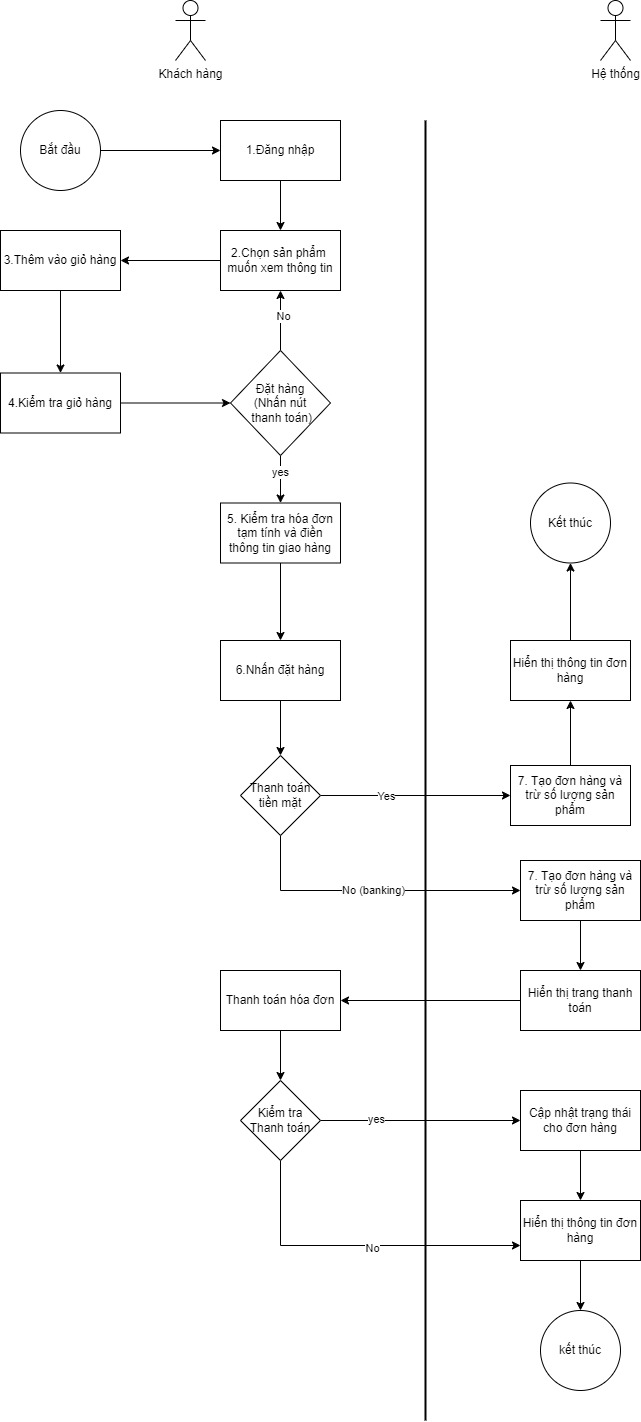 Khách hàng
Hệ thống
Bắt đầu
1.Đăng nhập
3.Thêm vào giỏ hàng
2.Chọn sản phẩm
muốn xem thông tin
No
4.Kiểm tra giỏ hàng
Đặt hàng
(Nhấn nút
thanh toán)
yes
5. Kiểm tra hóa đơn
tạm tính và điền
thông tin giao hàng
Kết thúc
6.Nhấn đặt hàng
Hiển thị thông tin đơn
hàng
Thanh toán
tiền mặt
Yes
7. Tạo đơn hàng và
trừ số lượng sản
phẩm
No (banking)
7. Tạo đơn hàng và
trừ số lượng sản
phẩm
Thanh toán hóa đơn
Hiển thị trang thanh
toán
Kiểm tra
Thanh toán
yes
Cập nhật trạng thái
cho đơn hàng
No
Hiển thị thông tin đơn
hàng
kết thúc